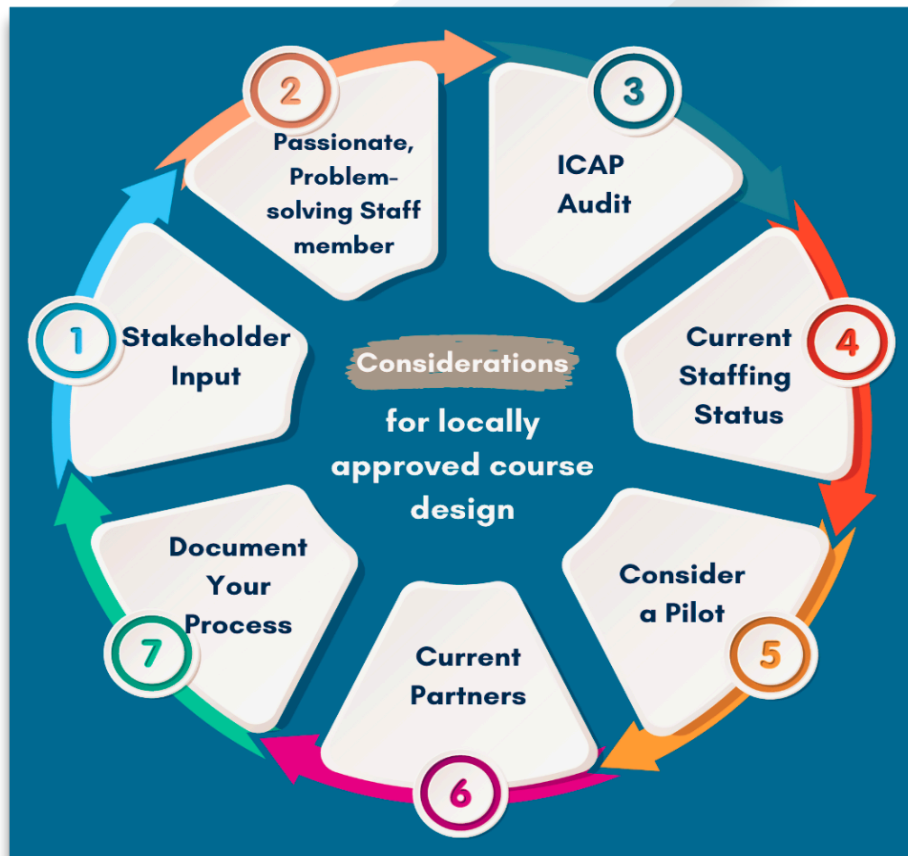 1
Stakeholder
Input
2
Passionate,
Problem-
solving Staff
member
3
ICAP
Audit
4
Current
Staffing
Status
5
Consider
a Pilot
6
Current
Partners
7
Document
Your
Process
Considerations
for locally
approved course
design